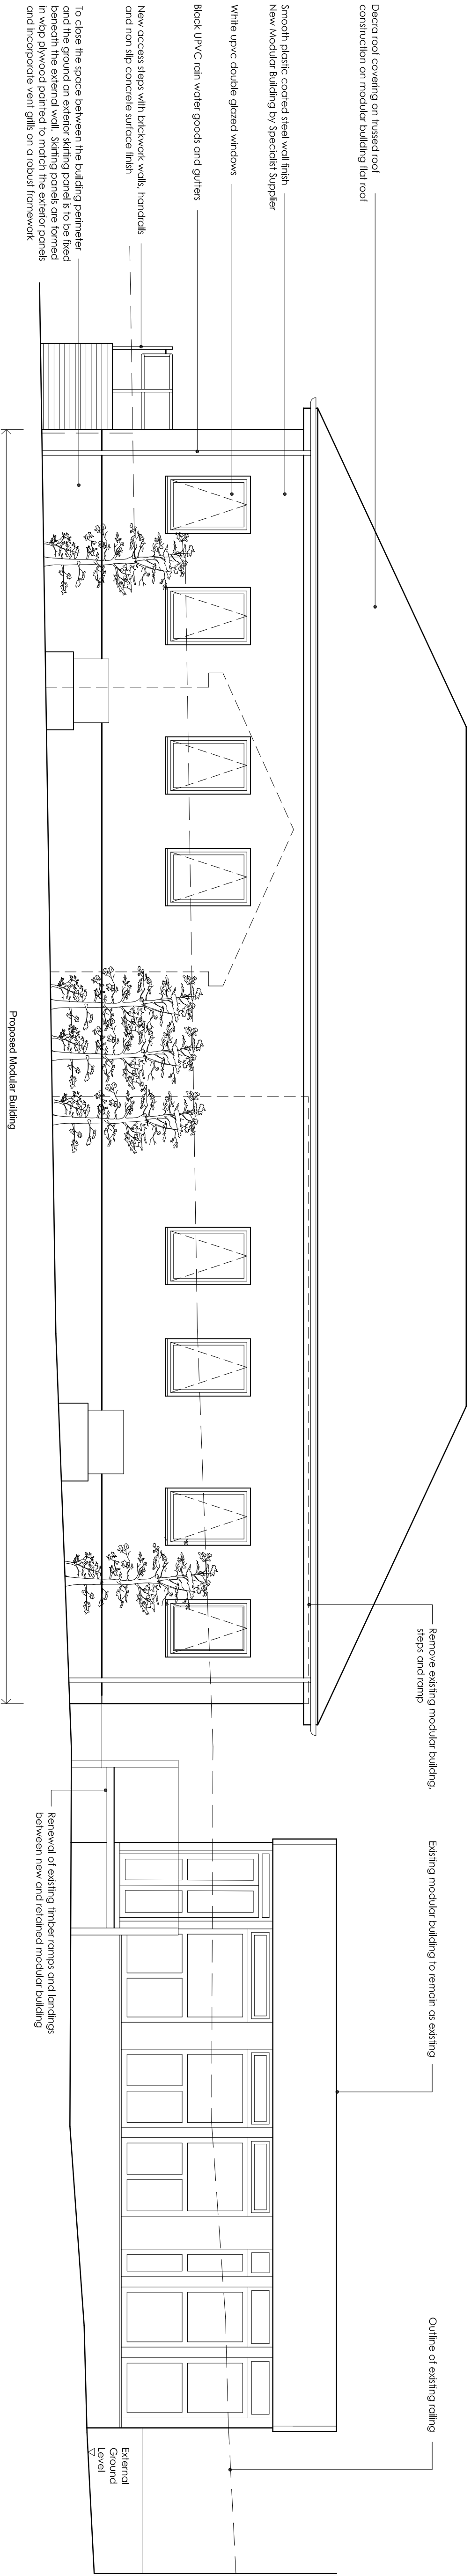 Decra roof covering on trussed roof
construction on modular building flat roof
Smooth plastic coated steel wall finish
New Modular Building by Specialist Supplier
White upvc double glazed windows
Black UPVC rain water goods and gutters
New access steps with brickwork walls, handrails
and non slip concrete surface finish
To close the space between the building perimeter
and the ground an exterior skirting panel is to be fixed
beneath the external wall. Skirting panels are formed
in wbp plywood painted to match the exterior panels
and incorporate vent grills on a robust framework
Proposed Modular Building
Remove existing modular buildng,
steps and ramp
Renewal of existing timber ramps and landings
between new and retained modular building
Existing modular building to remain as existing
Outline of existing railing
External
Ground
Level